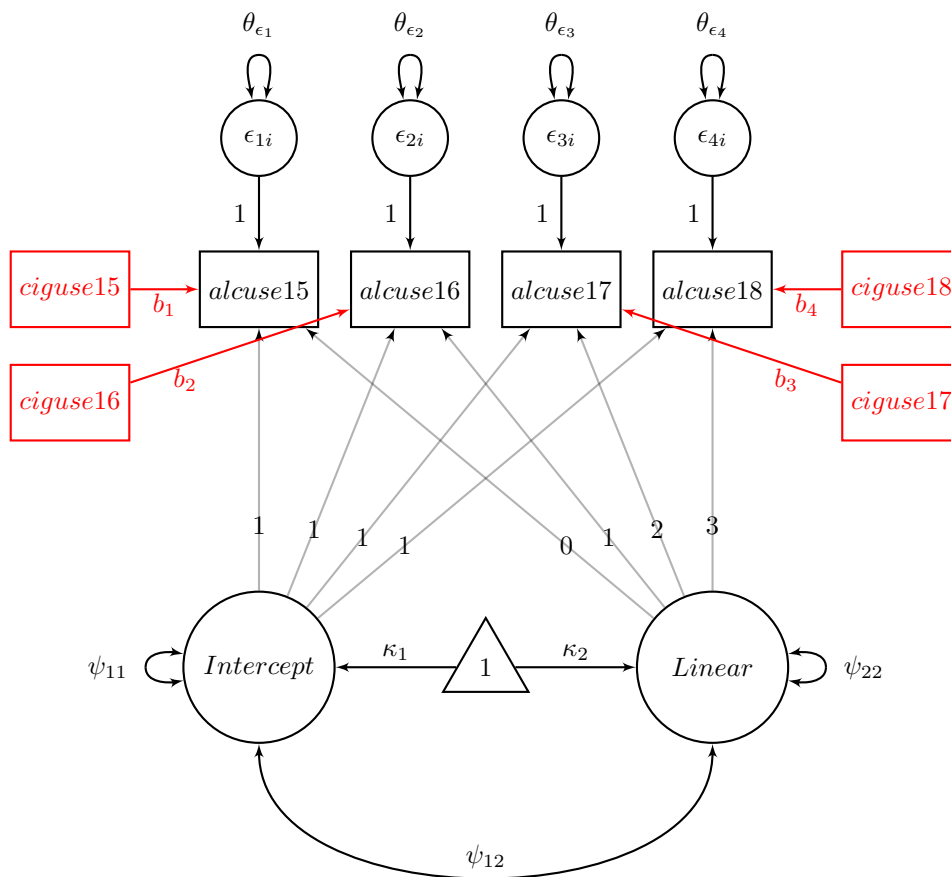 θϵ1 θϵ2 θϵ3 θϵ4
ϵ1i ϵ2i ϵ3i ϵ4i
1 1 1 1
ciguse15 alcuse15 alcuse16 alcuse17 alcuse18 ciguse18
b1 b4
b2 b3
ciguse16 ciguse17
1 1 1 1 0 1 2 3
κ1 κ2
ψ11 Intercept 1 Linear ψ22
ψ12